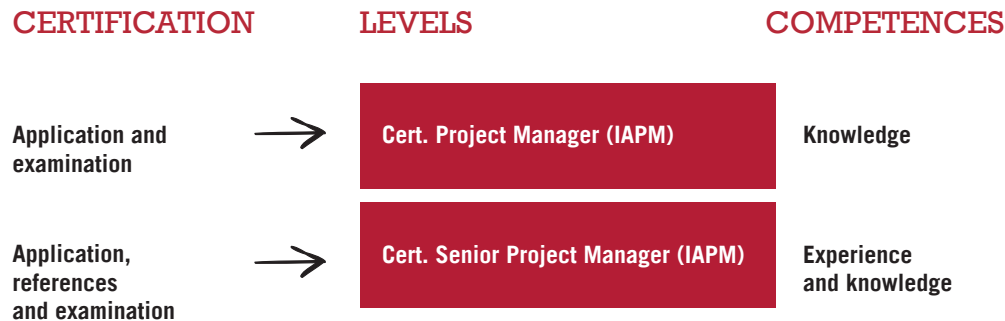 CERTIFICATION LEVELS COMPETENCES
Application and
examination
Cert. Project Manager (IAPM)
Knowledge
Application,
references
and examination
Cert. Senior Project Manager (IAPM)
Experience
and knowledge